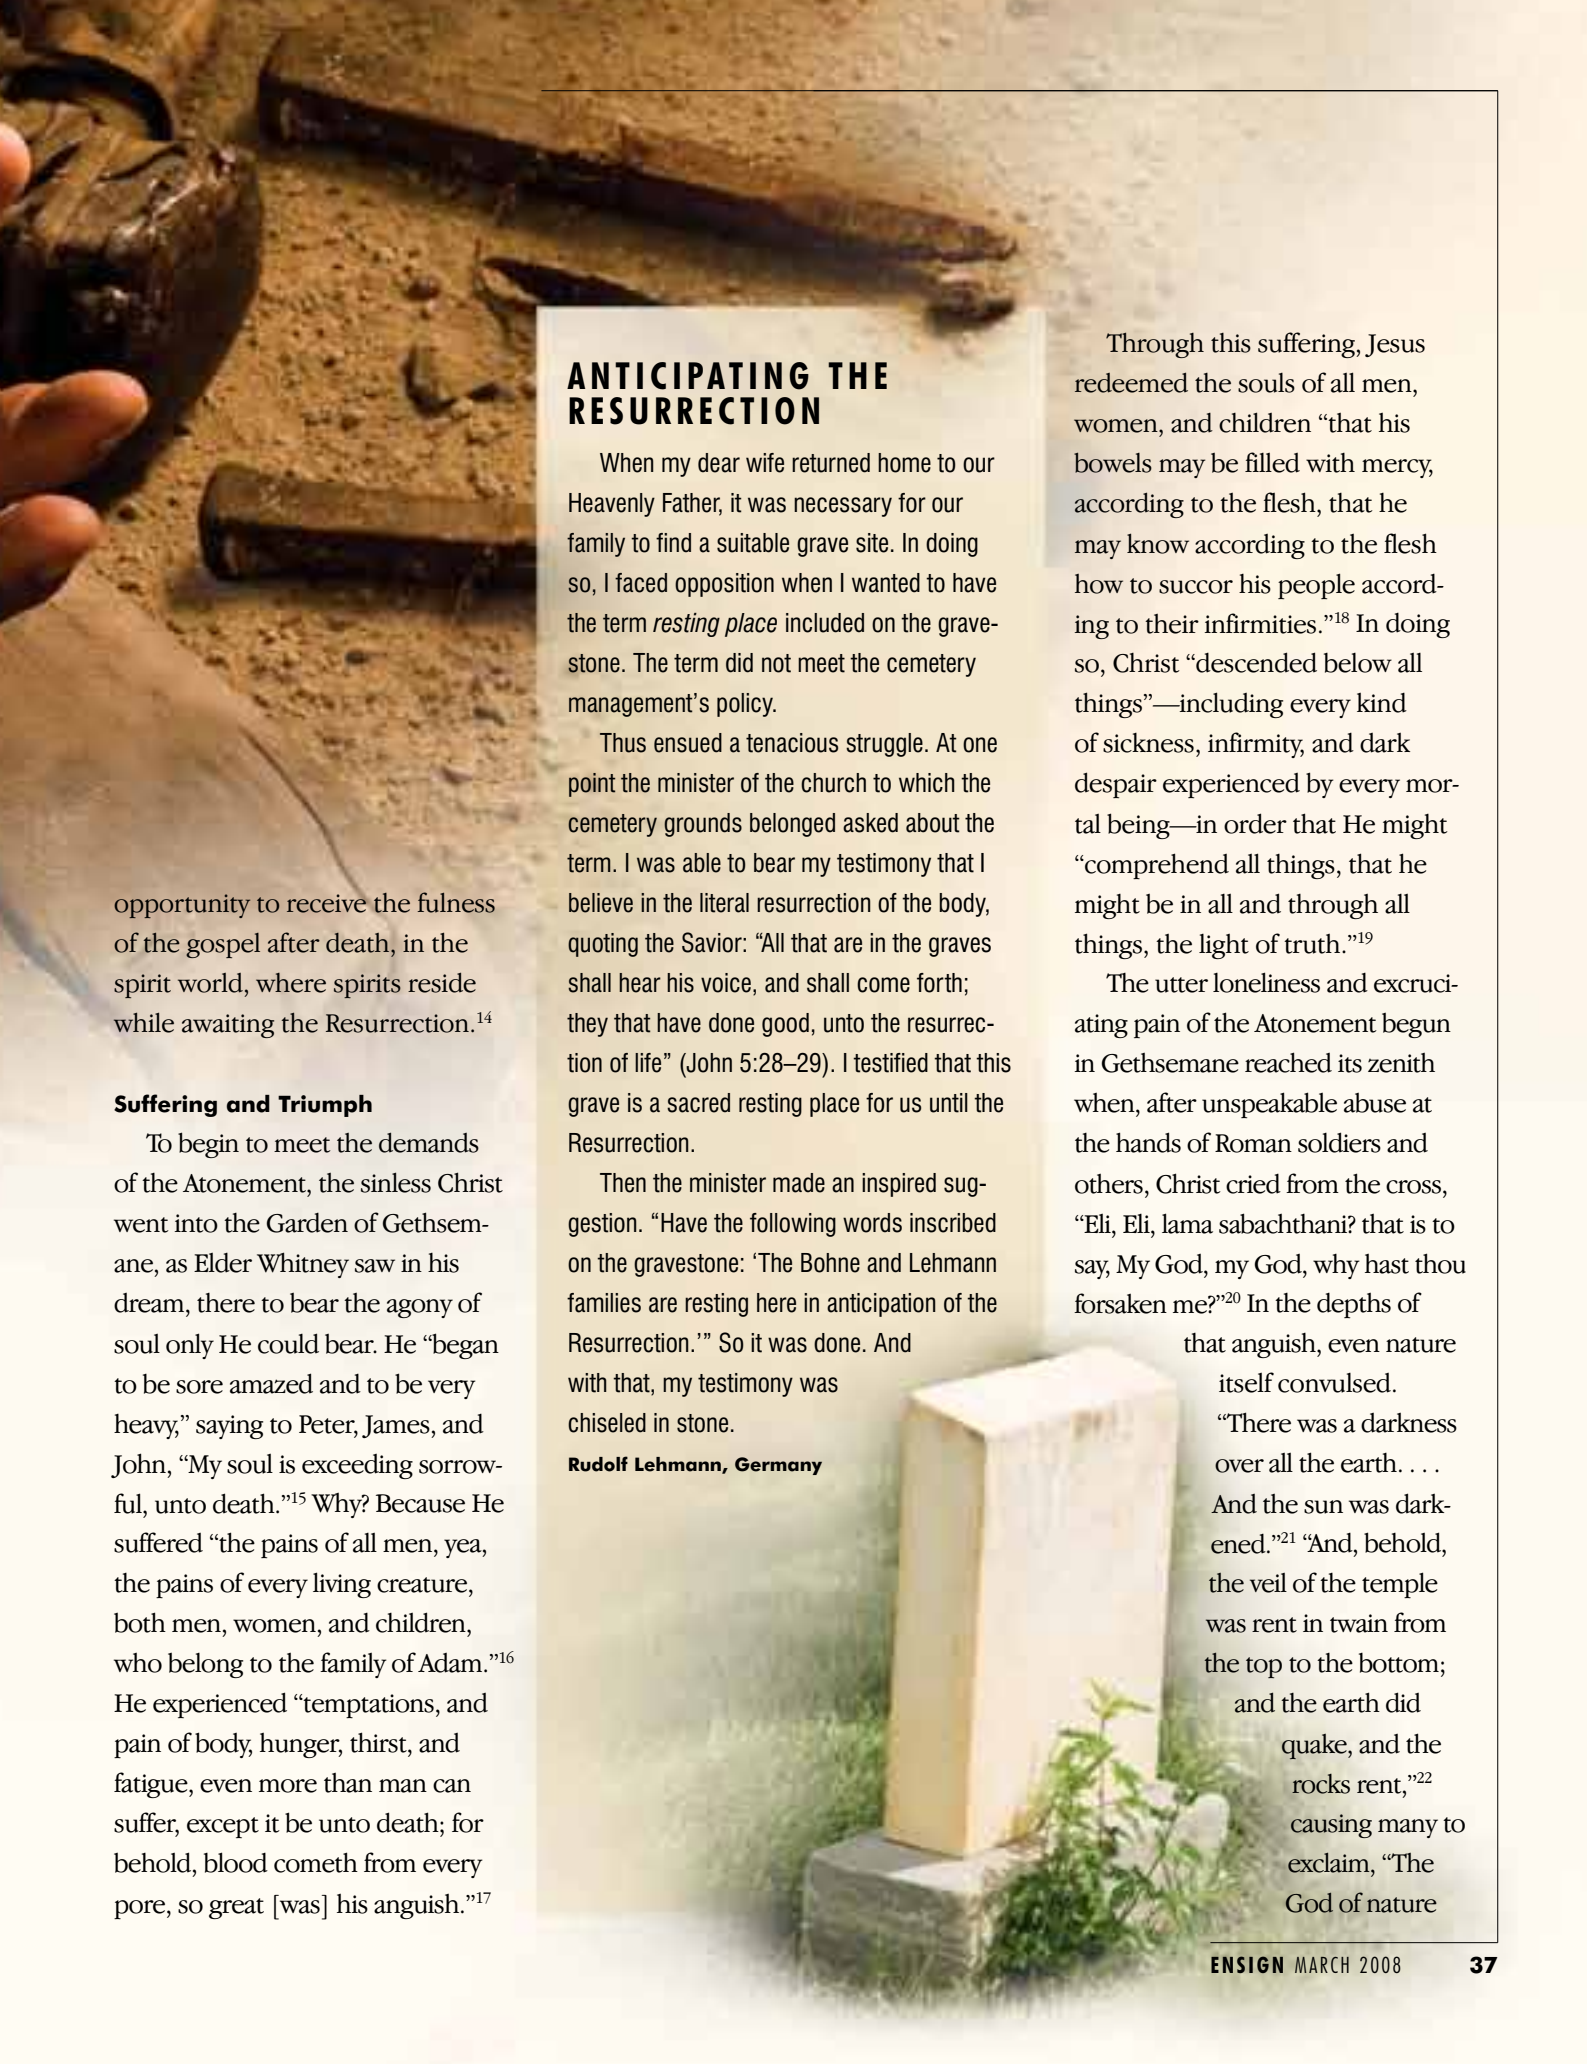 opportunity to receive the fulness
of the gospel after death, in the
spirit world, where spirits reside
while awaiting the Resurrection.14
Suffering and Triumph
To begin to meet the demands
of the Atonement, the sinless Christ
went into the Garden of Gethsem-
ane, as Elder Whitney saw in his
dream, there to bear the agony of
soul only He could bear. He “began
to be sore amazed and to be very
heavy,” saying to Peter, James, and
John, “My soul is exceeding sorrow-
ful, unto death.”15 Why? Because He
suffered “the pains of all men, yea,
the pains of every living creature,
both men, women, and children,
who belong to the family of Adam.”16
He experienced “temptations, and
pain of body, hunger, thirst, and
fatigue, even more than man can
suffer, except it be unto death; for
behold, blood cometh from every
pore, so great [was] his anguish.”17
ANTICIPATING THE
RESURRECTION
When my dear wife returned home to our
Heavenly Father, it was necessary for our
family to find a suitable grave site. In doing
so, I faced opposition when I wanted to have
the term resting place included on the grave-
stone. The term did not meet the cemetery
management’s policy.
Thus ensued a tenacious struggle. At one
point the minister of the church to which the
cemetery grounds belonged asked about the
term. I was able to bear my testimony that I
believe in the literal resurrection of the body,
quoting the Savior: “All that are in the graves
shall hear his voice, and shall come forth;
they that have done good, unto the resurrec-
tion of life” (John 5:28–29). I testified that this
grave is a sacred resting place for us until the
Resurrection.
Then the minister made an inspired sug-
gestion. “Have the following words inscribed
on the gravestone: ‘The Bohne and Lehmann
families are resting here in anticipation of the
Resurrection.’” So it was done. And
with that, my testimony was
chiseled in stone.
Rudolf Lehmann, Germany
Through this suffering, Jesus
redeemed the souls of all men,
women, and children “that his
bowels may be filled with mercy,
according to the flesh, that he
may know according to the flesh
how to succor his people accord-
ing to their infirmities.”18 In doing
so, Christ “descended below all
things”—including every kind
of sickness, infirmity, and dark
despair experienced by every mor-
tal being—in order that He might
“comprehend all things, that he
might be in all and through all
things, the light of truth.”19
The utter loneliness and excruci-
ating pain of the Atonement begun
in Gethsemane reached its zenith
when, after unspeakable abuse at
the hands of Roman soldiers and
others, Christ cried from the cross,
“Eli, Eli, lama sabachthani? that is to
say, My God, my God, why hast thou
forsaken me?”20 In the depths of
that anguish, even nature
itself convulsed.
“There was a darkness
over all the earth. . . .
And the sun was dark-
ened.”21 “And, behold,
the veil of the temple
was rent in twain from
the top to the bottom;
and the earth did
quake, and the
rocks rent,”22
causing many to
exclaim, “The
God of nature
ENSIGN MARCH 2008 37